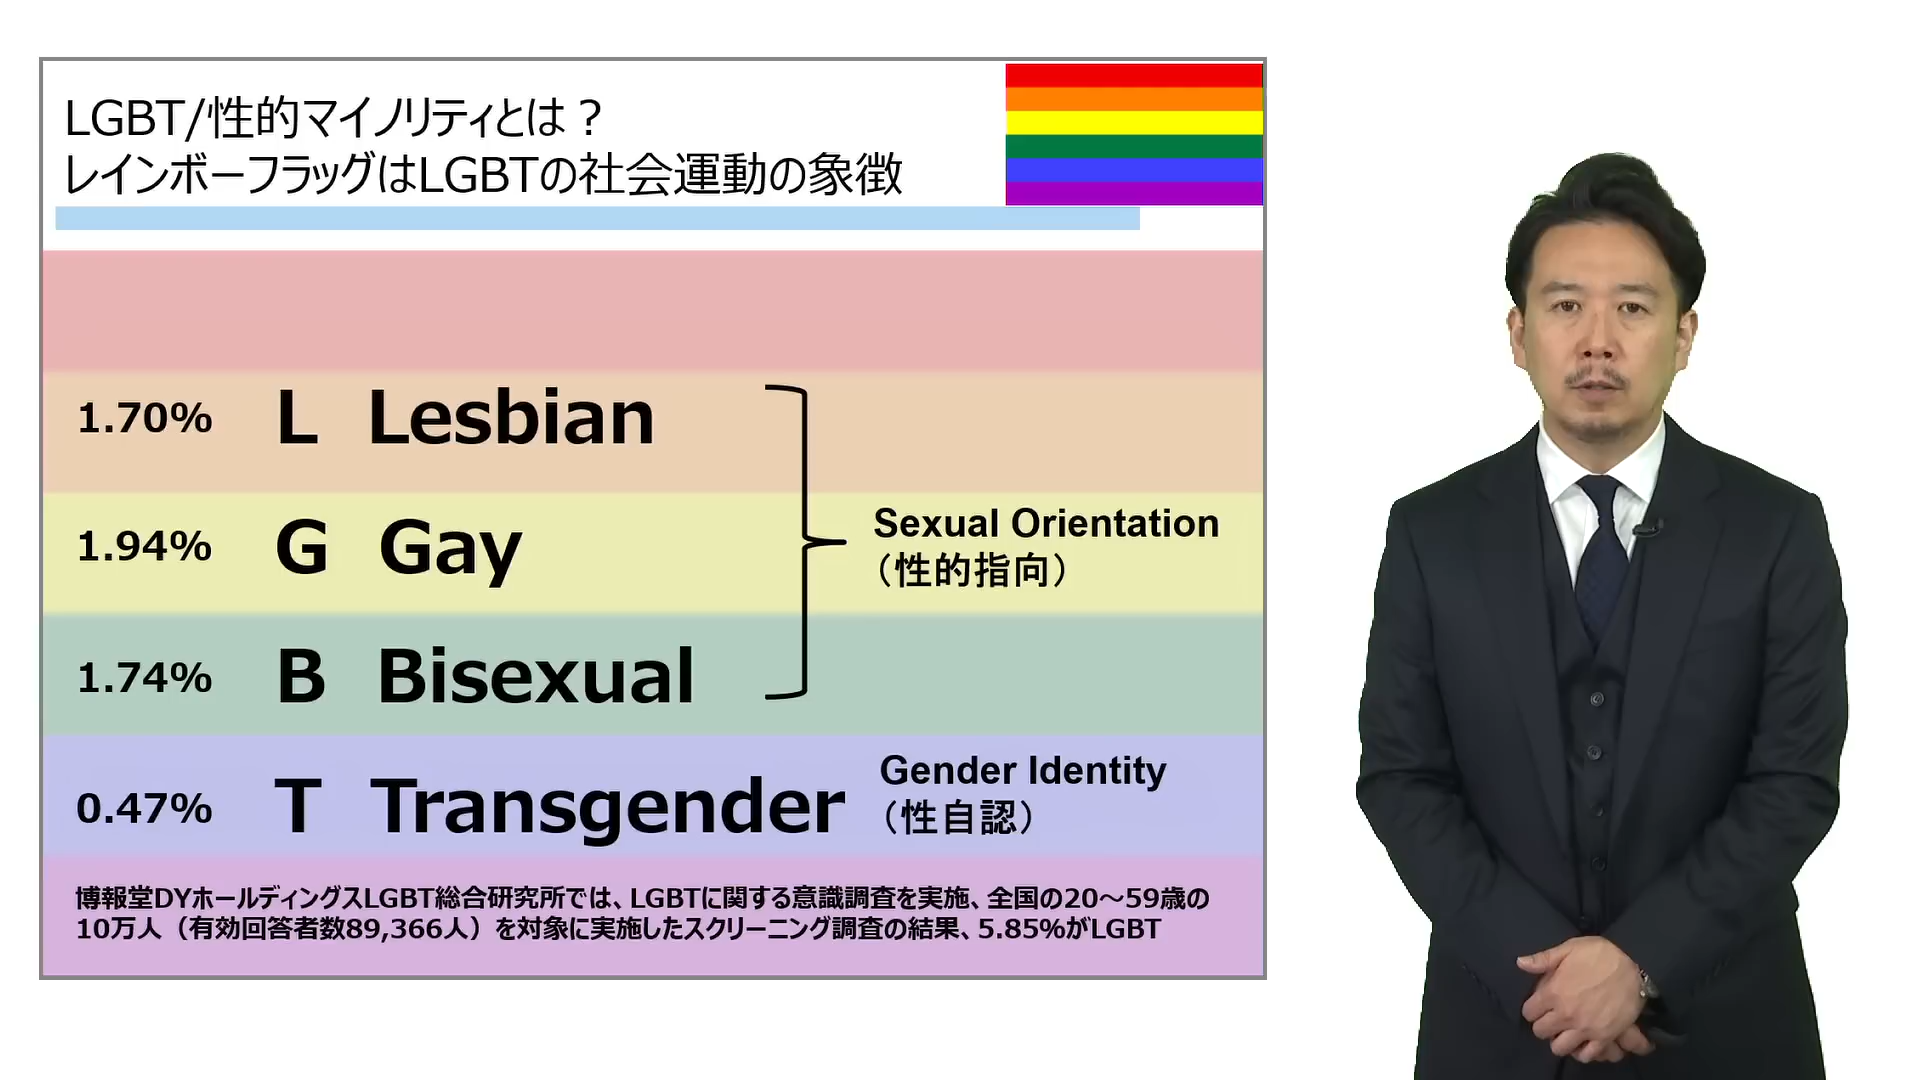 LGBT/性的マイノリティとは？
レインボーフラッグはLGBTの社会運動の象徴
1.70% L Lesbian
1.94% G Gay
Sexual Orientation
（性的指向）
1.74% B Bisexual
0.47% T Transgender
Gender Identity
（性自認）
博報堂DYホールディングスLGBT総合研究所では、LGBTに関する意識調査を実施、全国の20～59歳の
10万人（有効回答者数89,366人）を対象に実施したスクリーニング調査の結果、5.85%がLGBT